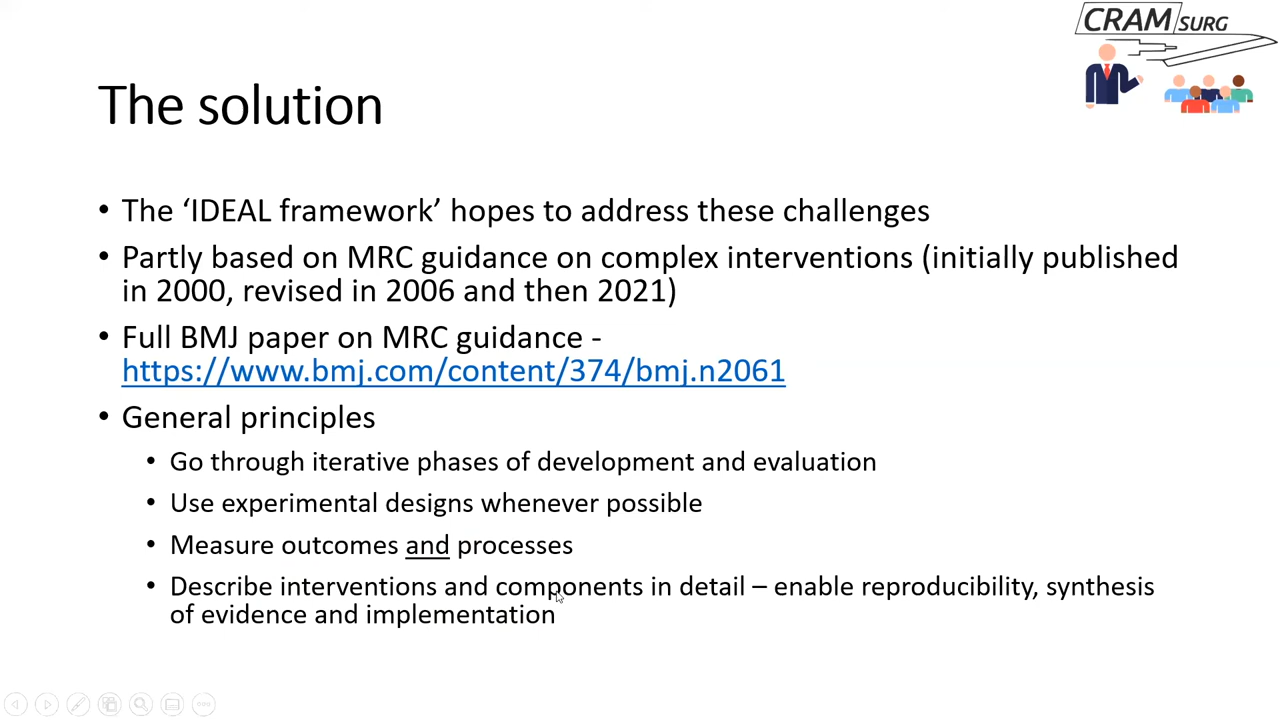 CRAM SURG
The solution
• The ‘IDEAL framework’ hopes to address these challenges
• Partly based on MRC guidance on complex interventions (initially published
in 2000, revised in 2006 and then 2021)
• Full BMJ paper on MRC guidance -
https://www.bmj.com/content/374/bmj.n2061
• General principles
• Go through iterative phases of development and evaluation
• Use experimental designs whenever possible
• Measure outcomes and processes
• Describe interventions and components in detail – enable reproducibility, synthesis
of evidence and implementation